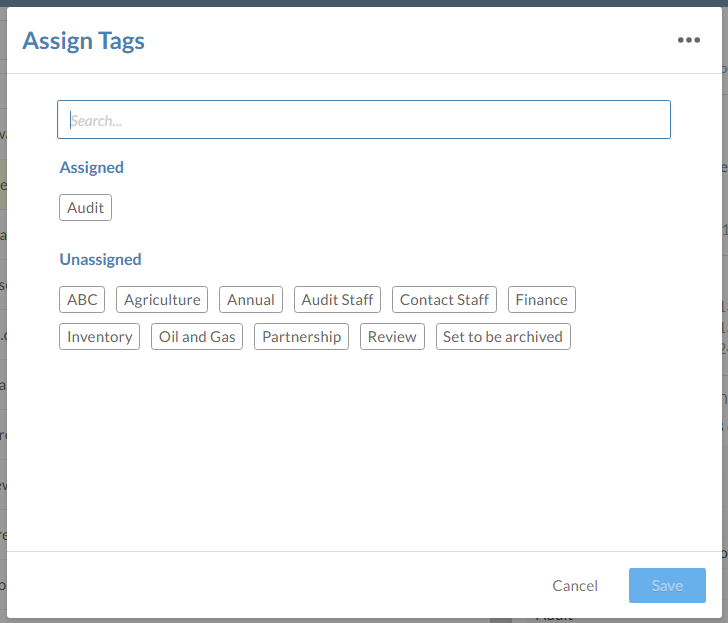 Assign Tags
Search...
Assigned
Audit
Unassigned
ABC Agriculture Annual Audit Staff Contact Staff Finance
Inventory Oil and Gas Partnership Review Set to be archived
Cancel Save